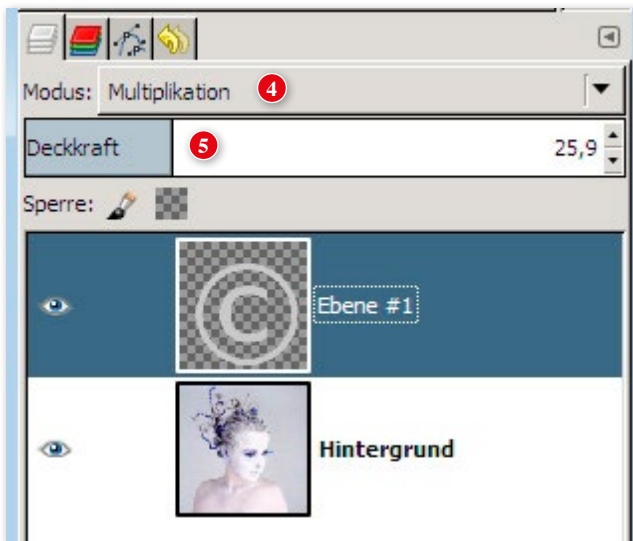 Modus: Multiplikation 4
Deckkraft 5 25,9
Sperre:
© Ebene #1
Hintergrund